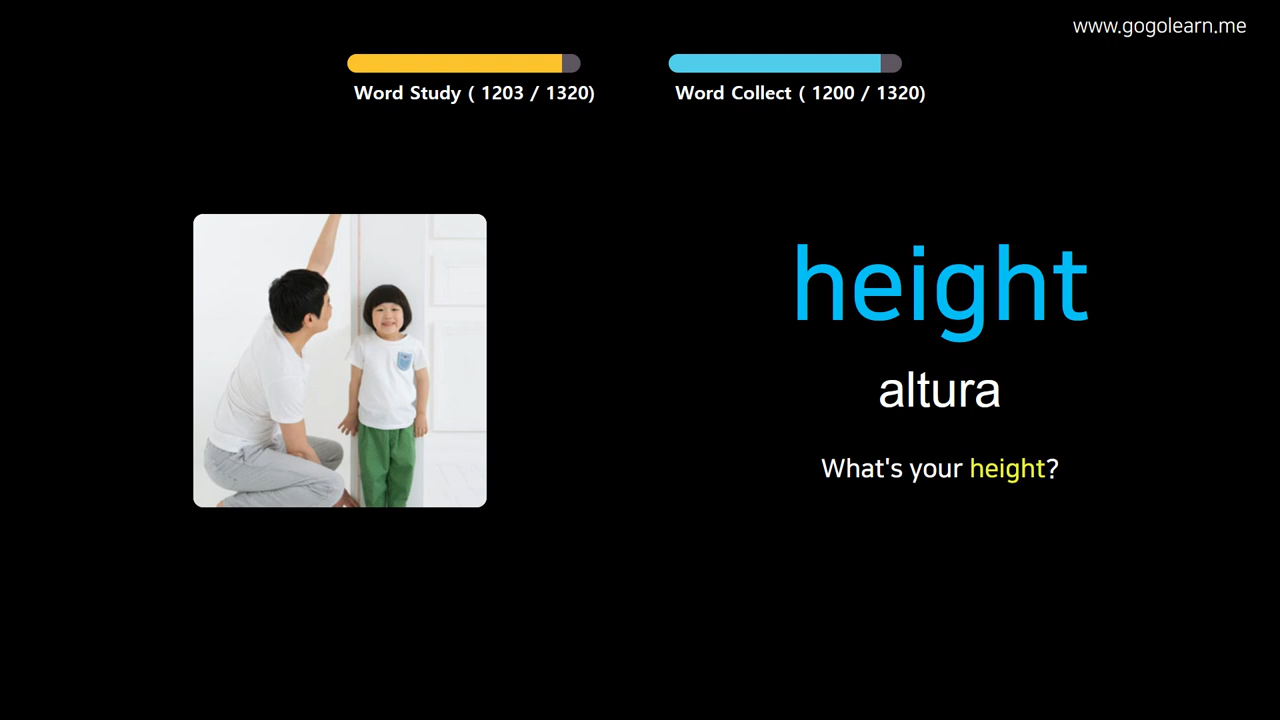 www.gogolearn.me
Word Study ( 1203 / 1320)
Word Collect ( 1200 / 1320)
height
altura
What's your height?